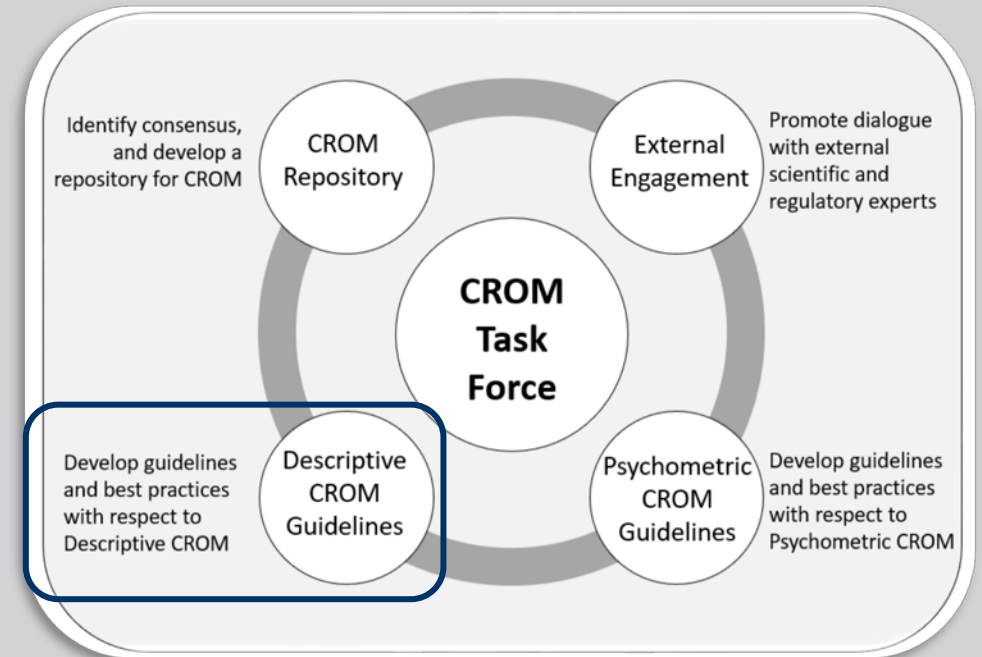 Identify consensus,
and develop a
repository for CROM
CROM
Repository
External
Engagement
Promote dialogue
with external
scientific and
regulatory experts
CROM
Task
Force
Develop guidelines
and best practices
with respect to
Descriptive CROM
Descriptive
CROM
Guidelines
Psychometric
CROM
Guidelines
Develop guidelines
and best practices
with respect to
Psychometric CROM